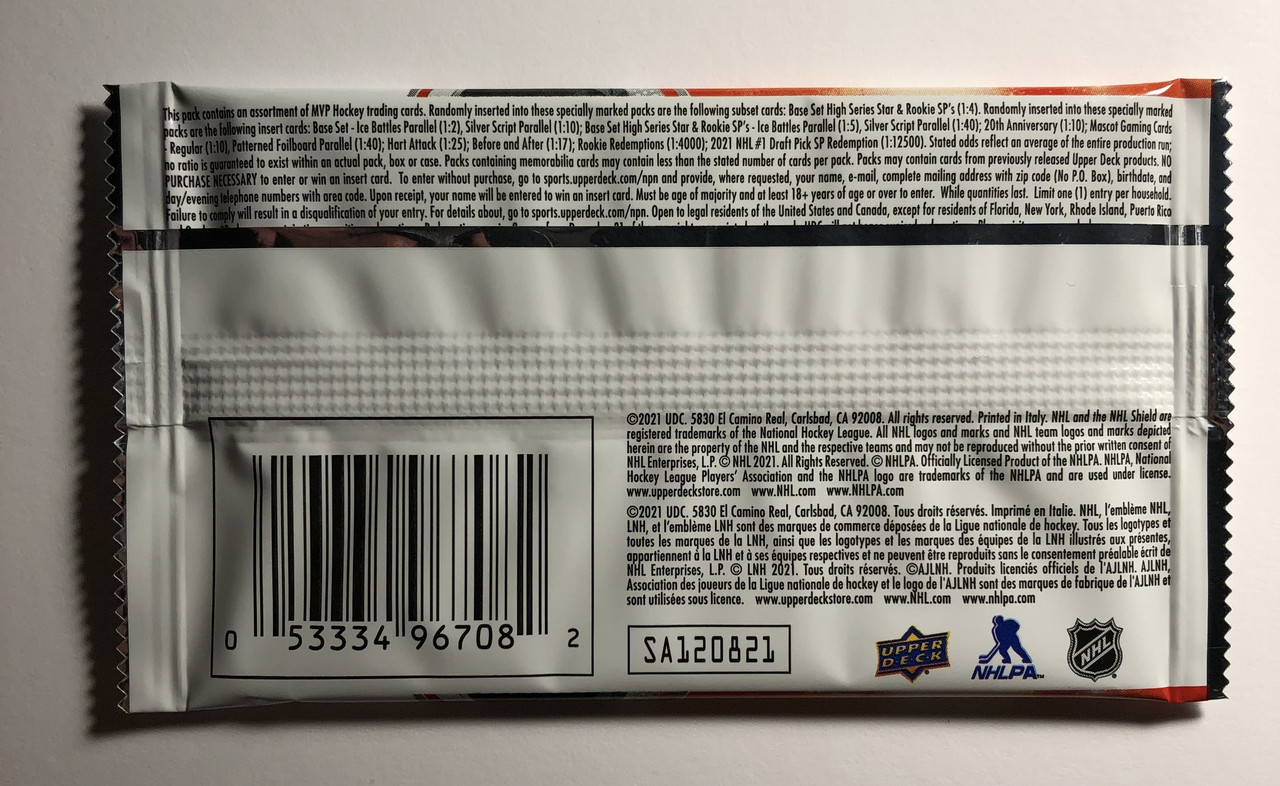 This pack contains an assortment of MVP Hockey trading cards. Randomly inserted into these specially marked packs are the following subset cards: Base Set High Series Star & Rookie SP's (1:4). Randomly inserted into these specially marked
packs are the following insert cards: Base Set - Ice Battles Parallel (1:2), Silver Script Parallel (1:10); Base Set High Series Star & Rookie SP's - Ice Battles Parallel (1:5), Silver Script Parallel (1:40); 20th Anniversary (1:10); Mascot Gaming Cards
- Regular (1:10), Patterned Foilboard Parallel (1:40); Hart Attack (1:25); Before and After (1:17); Rookie Redemptions (1:4000); 2021 NHL #1 Draft Pick SP Redemption (1:12500). Stated odds reflect an average of the entire production run;
no ratio is guaranteed to exist within an actual pack, box or case. Packs containing memorabilia cards may contain less than the stated number of cards per pack. Packs may contain cards from previously released Upper Deck products. NO
PURCHASE NECESSARY to enter or win an insert card. To enter without purchase, go to sports.upperdeck.com/npn and provide, where requested, your name, e-mail, complete mailing address with zip code (No P.O. Box), birthdate, and
day/evening telephone numbers with area code. Upon receipt, your name will be entered to win an insert card. Must be age of majority and at least 18+ years of age or over to enter. While quantities last. Limit one (1) entry per household.
Failure to comply will result in a disqualification of your entry. For details about, go to sports.upperdeck.com/npn. Open to legal residents of the United States and Canada, except for residents of Florida, New York, Rhode Island, Puerto Rico
©2021 UDC. 5830 El Camino Real, Carlsbad, CA 92008. All rights reserved. Printed in Italy. NHL and the NHL Shield are
registered trademarks of the National Hockey League. All NHL logos and marks and NHL team logos and marks depicted
herein are the property of the NHL and the respective teams and may not be reproduced without the prior written consent of
NHL Enterprises, L.P. © NHL 2021. All Rights Reserved. © NHLPA. Officially Licensed Product of the NHLPA. NHLPA, National
Hockey League Players' Association and the NHLPA logo are trademarks of the NHLPA and are used under license.
www.upperdeckstore.com www.NHL.com www.NHLPA.com
©2021 UDC. 5830 El Camino Real, Carlsbad, CA 92008. Tous droits réservés. Imprimé en Italie. NHL, l'emblème NHL,
LNH, et l'emblème LNH sont des marques de commerce déposées de la Ligue nationale de hockey. Tous les logotypes et
toutes les marques de la LNH, ainsi que les logotypes et les marques des équipes de la LNH illustrés aux présentes,
appartiennent à la LNH et à ses équipes respectives et ne peuvent être reproduits sans le consentement préalable écrit de
NHL Enterprises, L.P. © LNH 2021. Tous droits réservés. ©AJLNH. Produits licenciés officiels de l'AJLNH. AJLNH,
Association des joueurs de la Ligue nationale de hockey et le logo de l'AJLNH sont des marques de fabrique de l'AJLNH et
sont utilisées sous licence. www.upperdeckstore.com www.NHL.com www.nhlpa.com
0 53334 96708 2
SA120821
UPPER
D·E·C·K
NHLPA™
NHL